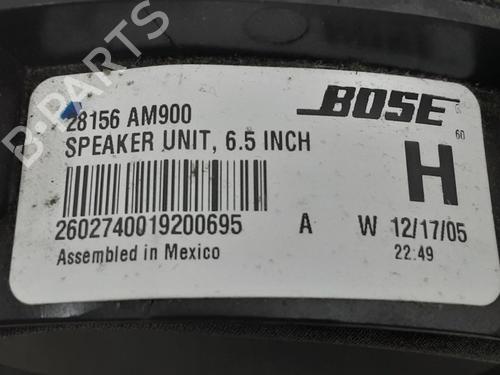 28156 AM900
BOSE
60
SPEAKER UNIT, 6.5 INCH
H
2602740019200695
A W 12/17/05
Assembled in Mexico
22:49
B-PARTS